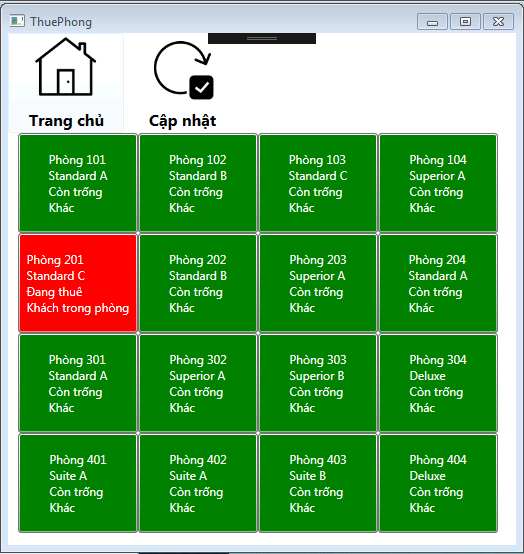 ThuePhong
Trang chủ
Cập nhật
Phòng 101
Standard A
Còn trống
Khác
Phòng 102
Standard B
Còn trống
Khác
Phòng 103
Standard C
Còn trống
Khác
Phòng 104
Superior A
Còn trống
Khác
Phòng 201
Standard C
Đang thuê
Khách trong phòng
Phòng 202
Standard B
Còn trống
Khác
Phòng 203
Superior A
Còn trống
Khác
Phòng 204
Standard A
Còn trống
Khác
Phòng 301
Standard A
Còn trống
Khác
Phòng 302
Superior A
Còn trống
Khác
Phòng 303
Superior B
Còn trống
Khác
Phòng 304
Deluxe
Còn trống
Khác
Phòng 401
Suite A
Còn trống
Khác
Phòng 402
Suite A
Còn trống
Khác
Phòng 403
Suite B
Còn trống
Khác
Phòng 404
Deluxe
Còn trống
Khác